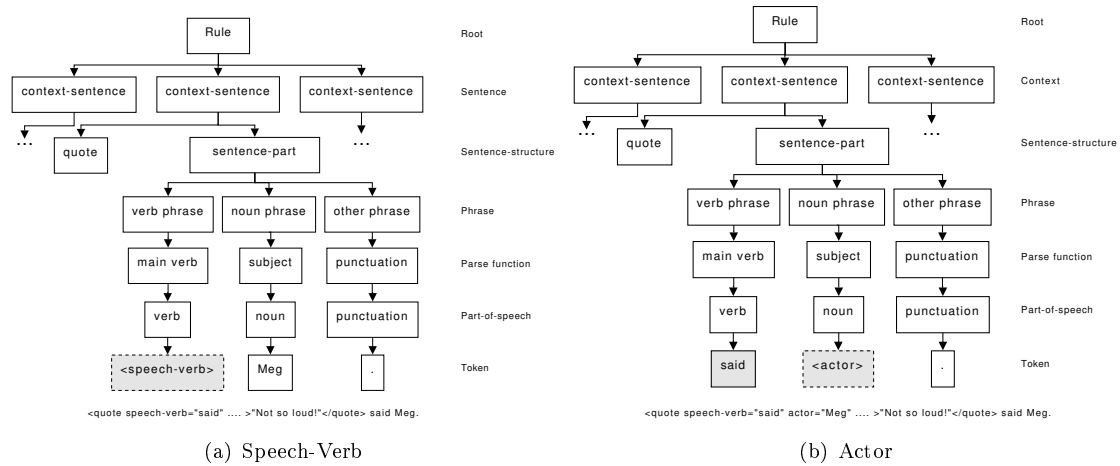 Rule
Root
context-sentence context-sentence context-sentence
Sentence
...
...
quote
sentence-part
Sentence-structure
verb phrase noun phrase other phrase
Phrase
main verb subject punctuation
Parse function
verb noun punctuation
Part-of-speech
<speech-verb> Meg .
Token
<quote speech-verb="said" .... >"Not so loud!"</quote> said Meg.
(a) Speech-Verb
Rule
Root
context-sentence context-sentence context-sentence
Context
...
...
quote
sentence-part
Sentence-structure
verb phrase noun phrase other phrase
Phrase
main verb subject punctuation
Parse function
verb noun punctuation
Part-of-speech
said <actor> .
Token
<quote speech-verb="said" actor="Meg" .... >"Not so loud!"</quote> said Meg.
(b) Actor